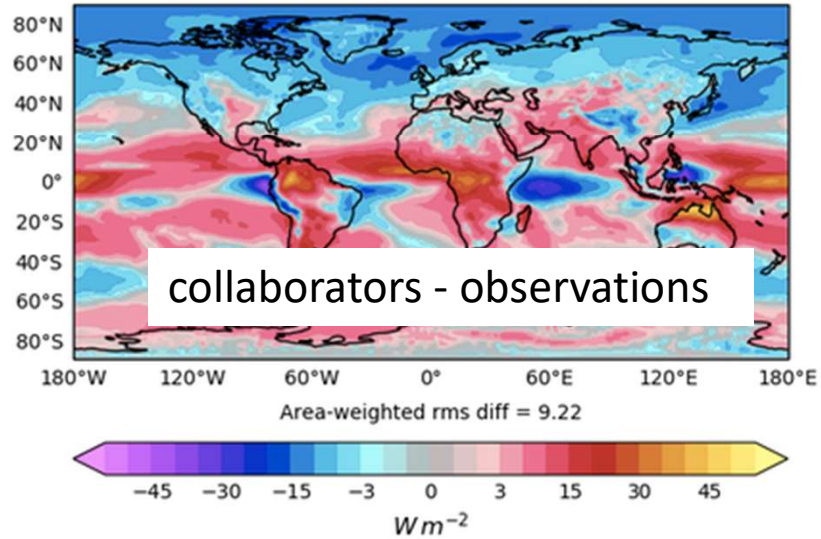 80°N
60°N
40°N
20°N
0°
20°S
40°S
60°S
80°S
collaborators - observations
180°W 120°W 60°W 0° 60°E 120°E 180°E
Area-weighted rms diff = 9.22
−45 −30 −15 −3 0 3 15 30 45
W m⁻²